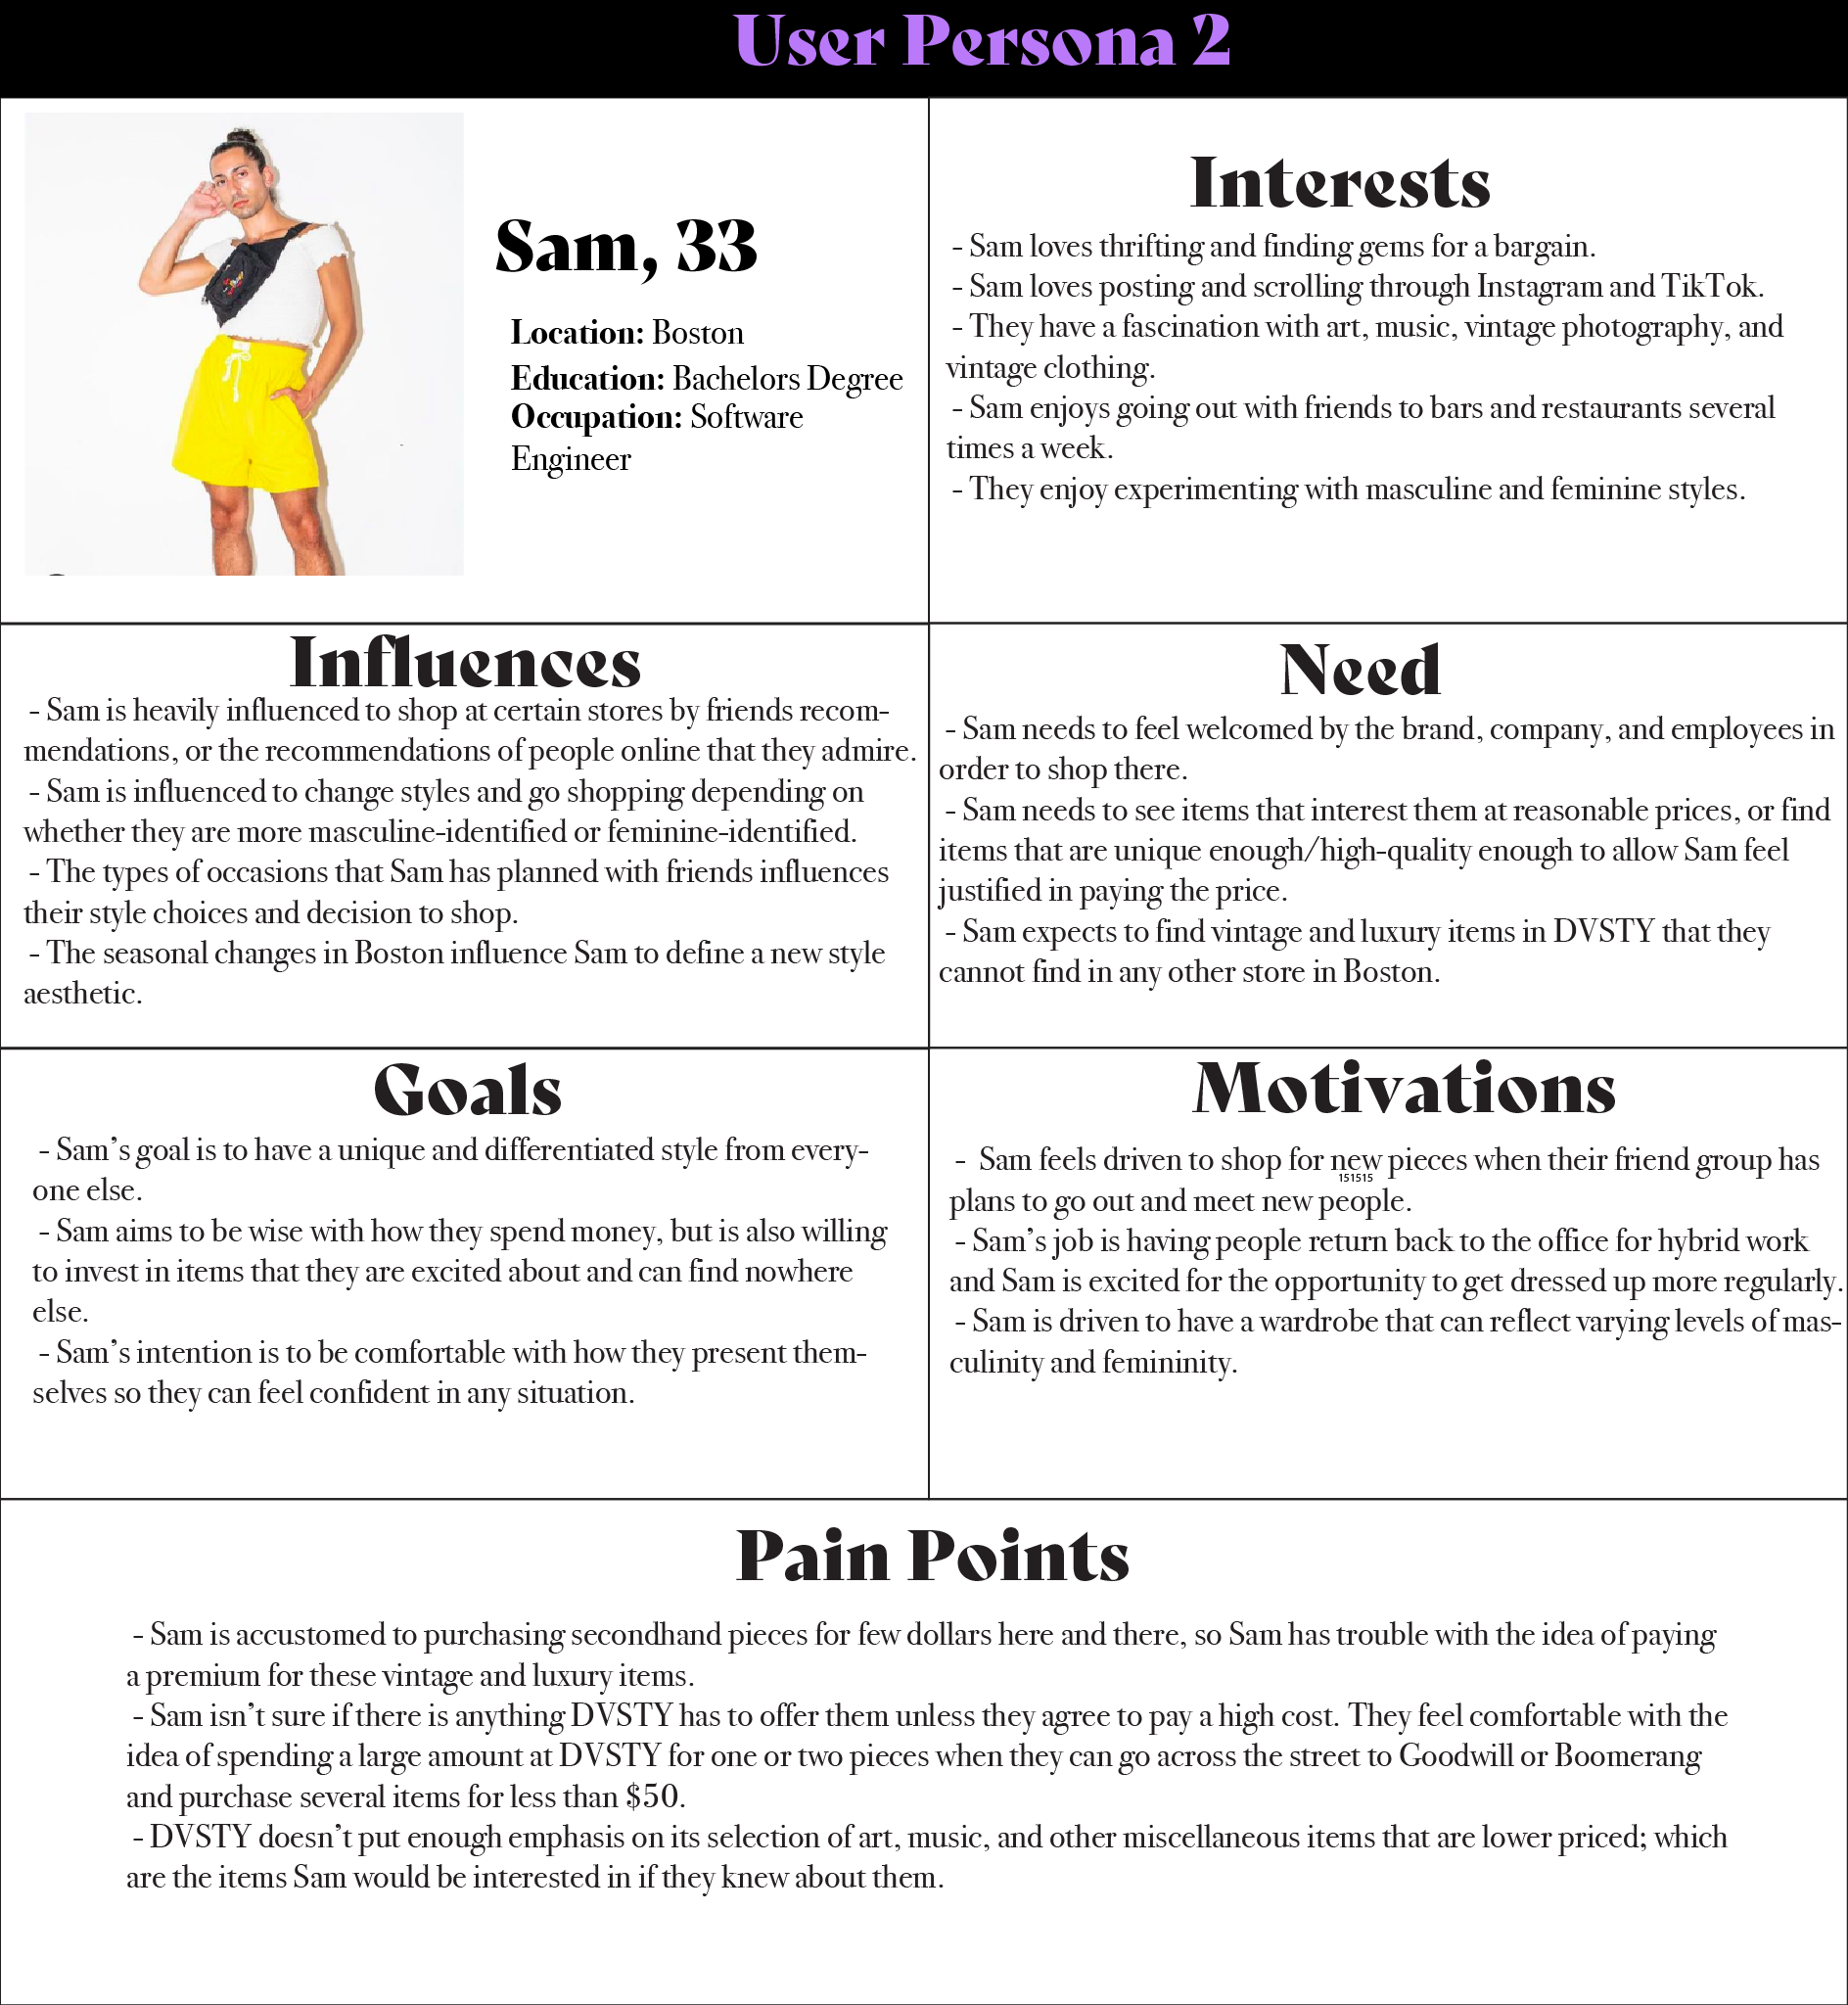 User Persona 2
Sam, 33
Location: Boston
Education: Bachelors Degree
Occupation: Software
Engineer
Interests
- Sam loves thrifting and finding gems for a bargain.
- Sam loves posting and scrolling through Instagram and TikTok.
- They have a fascination with art, music, vintage photography, and
vintage clothing.
- Sam enjoys going out with friends to bars and restaurants several
times a week.
- They enjoy experimenting with masculine and feminine styles.
Influences
- Sam is heavily influenced to shop at certain stores by friends recom-
mendations, or the recommendations of people online that they admire.
- Sam is influenced to change styles and go shopping depending on
whether they are more masculine-identified or feminine-identified.
- The types of occasions that Sam has planned with friends influences
their style choices and decision to shop.
- The seasonal changes in Boston influence Sam to define a new style
aesthetic.
Need
- Sam needs to feel welcomed by the brand, company, and employees in
order to shop there.
- Sam needs to see items that interest them at reasonable prices, or find
items that are unique enough/high-quality enough to allow Sam feel
justified in paying the price.
- Sam expects to find vintage and luxury items in DVSTY that they
cannot find in any other store in Boston.
Goals
- Sam's goal is to have a unique and differentiated style from every-
one else.
- Sam aims to be wise with how they spend money, but is also willing
to invest in items that they are excited about and can find nowhere
else.
- Sam's intention is to be comfortable with how they present them-
selves so they can feel confident in any situation.
Motivations
- Sam feels driven to shop for new pieces when their friend group has
151515
plans to go out and meet new people.
- Sam's job is having people return back to the office for hybrid work
and Sam is excited for the opportunity to get dressed up more regularly.
- Sam is driven to have a wardrobe that can reflect varying levels of mas-
culinity and femininity.
Pain Points
- Sam is accustomed to purchasing secondhand pieces for few dollars here and there, so Sam has trouble with the idea of paying
a premium for these vintage and luxury items.
- Sam isn't sure if there is anything DVSTY has to offer them unless they agree to pay a high cost. They feel comfortable with the
idea of spending a large amount at DVSTY for one or two pieces when they can go across the street to Goodwill or Boomerang
and purchase several items for less than $50.
- DVSTY doesn't put enough emphasis on its selection of art, music, and other miscellaneous items that are lower priced; which
are the items Sam would be interested in if they knew about them.